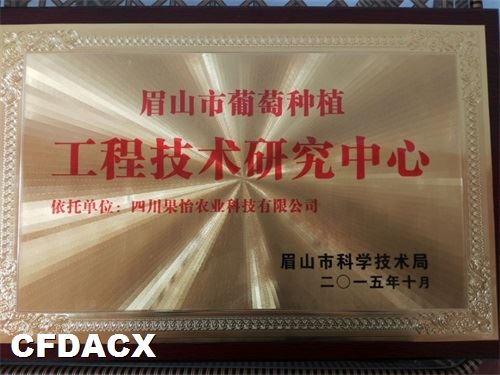 眉山市葡萄种植
工程技术研究中心
依托单位：四川果怡农业科技有限公司
眉山市科学技术局
二〇一五年十月
CFDACX